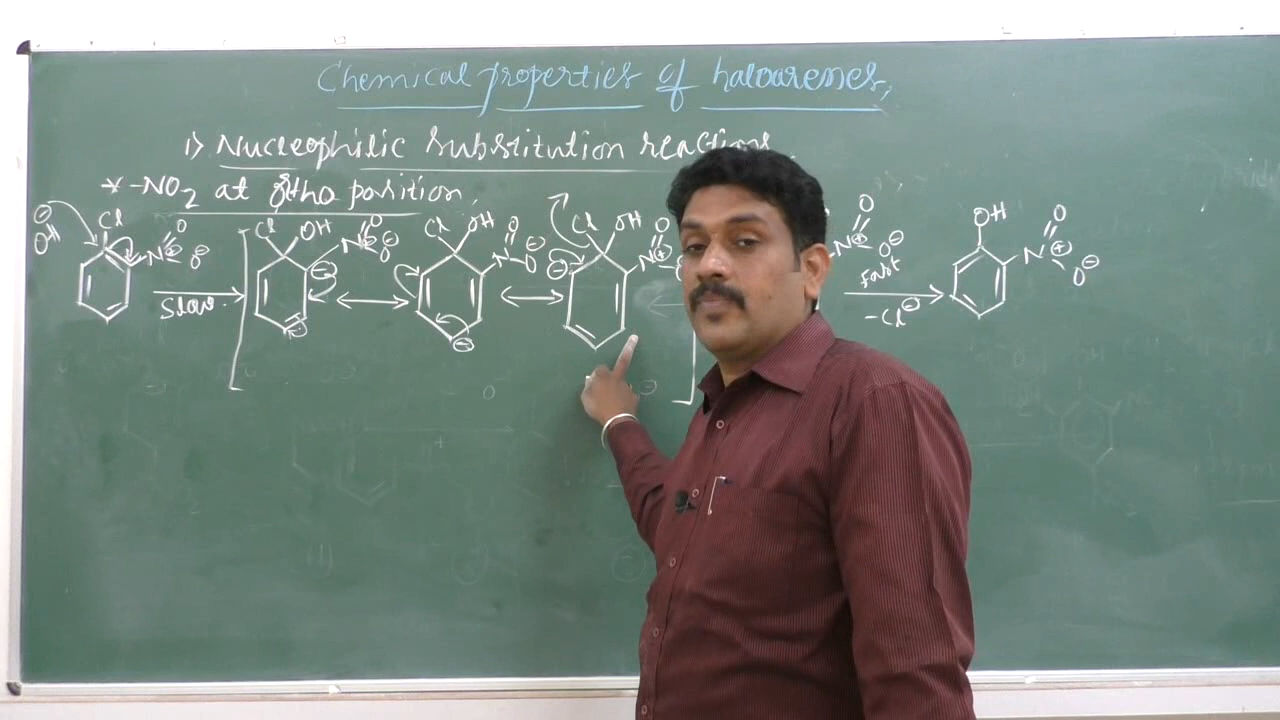 Chemical properties of haloarenes,
1) Nucleophilic substitution reactions.
* -NO2 at ortho position,
⊖ OH Cl N ⊕ O O ⊖
Slow
Cl OH N ⊕ O O ⊖ ⊖
Cl OH N O O ⊖ ⊖
Cl OH N ⊕ O ⊖
N ⊕ O O ⊖
Fast
-Cl ⊖
OH N ⊕ O O ⊖